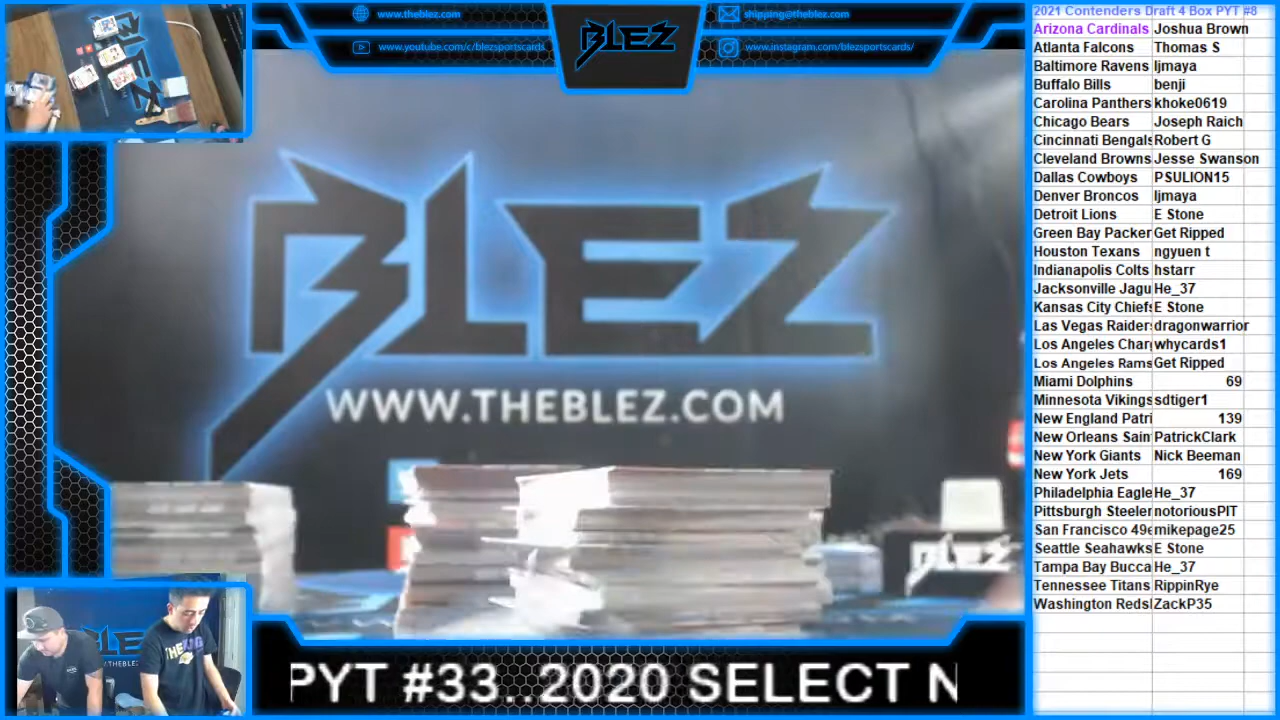 www.theblez.com
shipping@theblez.com
www.youtube.com/c/blezsportscards
www.instagram.com/blezsportscards/
BLEZ
BLEZ
WWW.THEBLEZ.COM
BLEZ
PYT #33..2020 SELECT N
2021 Contenders Draft 4 Box PYT #8
Arizona Cardinals Joshua Brown
Atlanta Falcons Thomas S
Baltimore Ravens ljmaya
Buffalo Bills benji
Carolina Panthers khoke0619
Chicago Bears Joseph Raich
Cincinnati Bengals Robert G
Cleveland Browns Jesse Swanson
Dallas Cowboys PSULION15
Denver Broncos ljmaya
Detroit Lions E Stone
Green Bay Packer Get Ripped
Houston Texans ngyuen t
Indianapolis Colts hstarr
Jacksonville Jagu He_37
Kansas City Chiefs E Stone
Las Vegas Raiders dragonwarrior
Los Angeles Char whycards1
Los Angeles Rams Get Ripped
Miami Dolphins 69
Minnesota Vikings sdtiger1
New England Patri 139
New Orleans Sain PatrickClark
New York Giants Nick Beeman
New York Jets 169
Philadelphia Eagle He_37
Pittsburgh Steeler notoriousPIT
San Francisco 49e mikepage25
Seattle Seahawks E Stone
Tampa Bay Bucca He_37
Tennessee Titans RippinRye
Washington Reds ZackP35